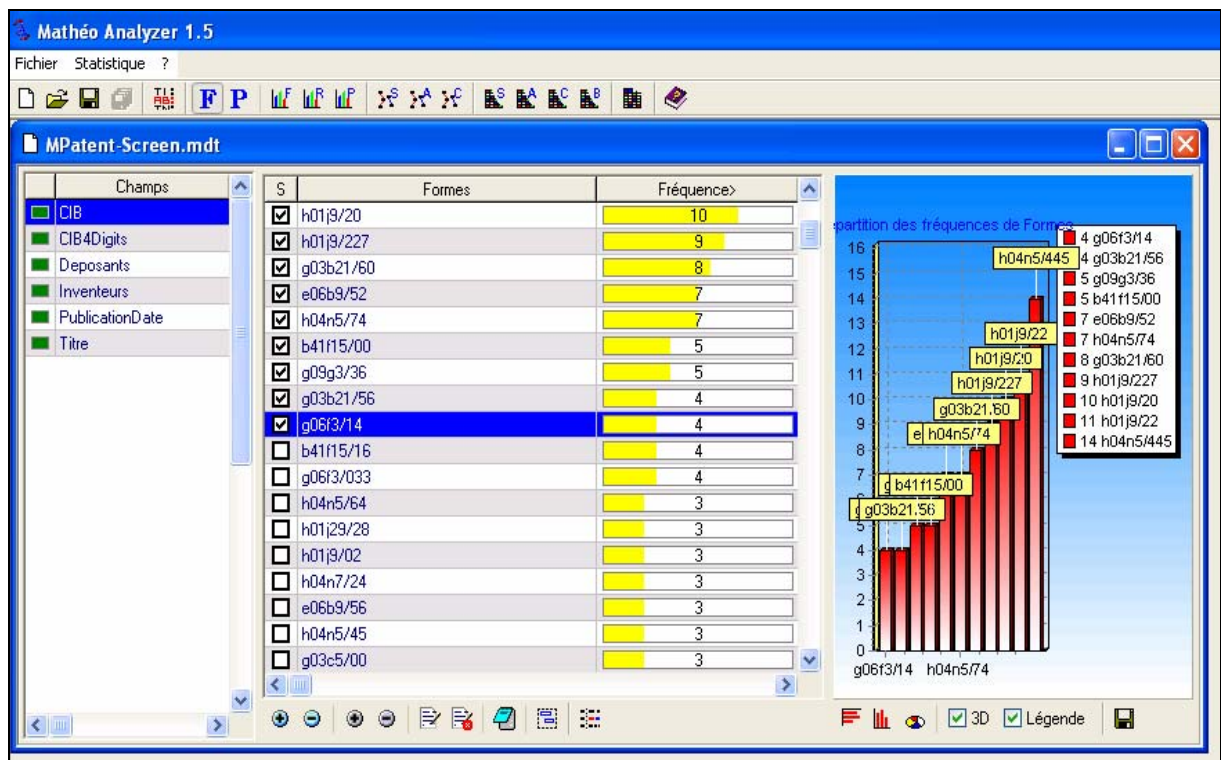 Mathéo Analyzer 1.5
Fichier Statistique ?
F P F R P S A C S A C B
MPatent-Screen.mdt
Champs
CIB
CIB4Digits
Deposants
Inventeurs
PublicationDate
Titre
S Formes Fréquence>
h01j9/20 10
h01j9/227 9
g03b21/60 8
e06b9/52 7
h04n5/74 7
b41f15/00 5
g09g3/36 5
g03b21/56 4
g06f3/14 4
b41f15/16 4
g06f3/033 4
h04n5/64 3
h01j29/28 3
h01j9/02 3
h04n7/24 3
e06b9/56 3
h04n5/45 3
g03c5/00 3
partition des fréquences de Formes
16
15
14
13
12
11
10
9
8
7
5
4
3
2
1
0
h04n5/445
h01j9/22
h01j9/20
h01j9/227
g03b21/60
e h04n5/74
g b41f15/00
g g03b21/56
g06f3/14 h04n5/74
4 g06f3/14
4 g03b21/56
5 g09g3/36
5 b41f15/00
7 e06b9/52
7 h04n5/74
8 g03b21/60
9 h01j9/227
10 h01j9/20
11 h01j9/22
14 h04n5/445
3D Légende